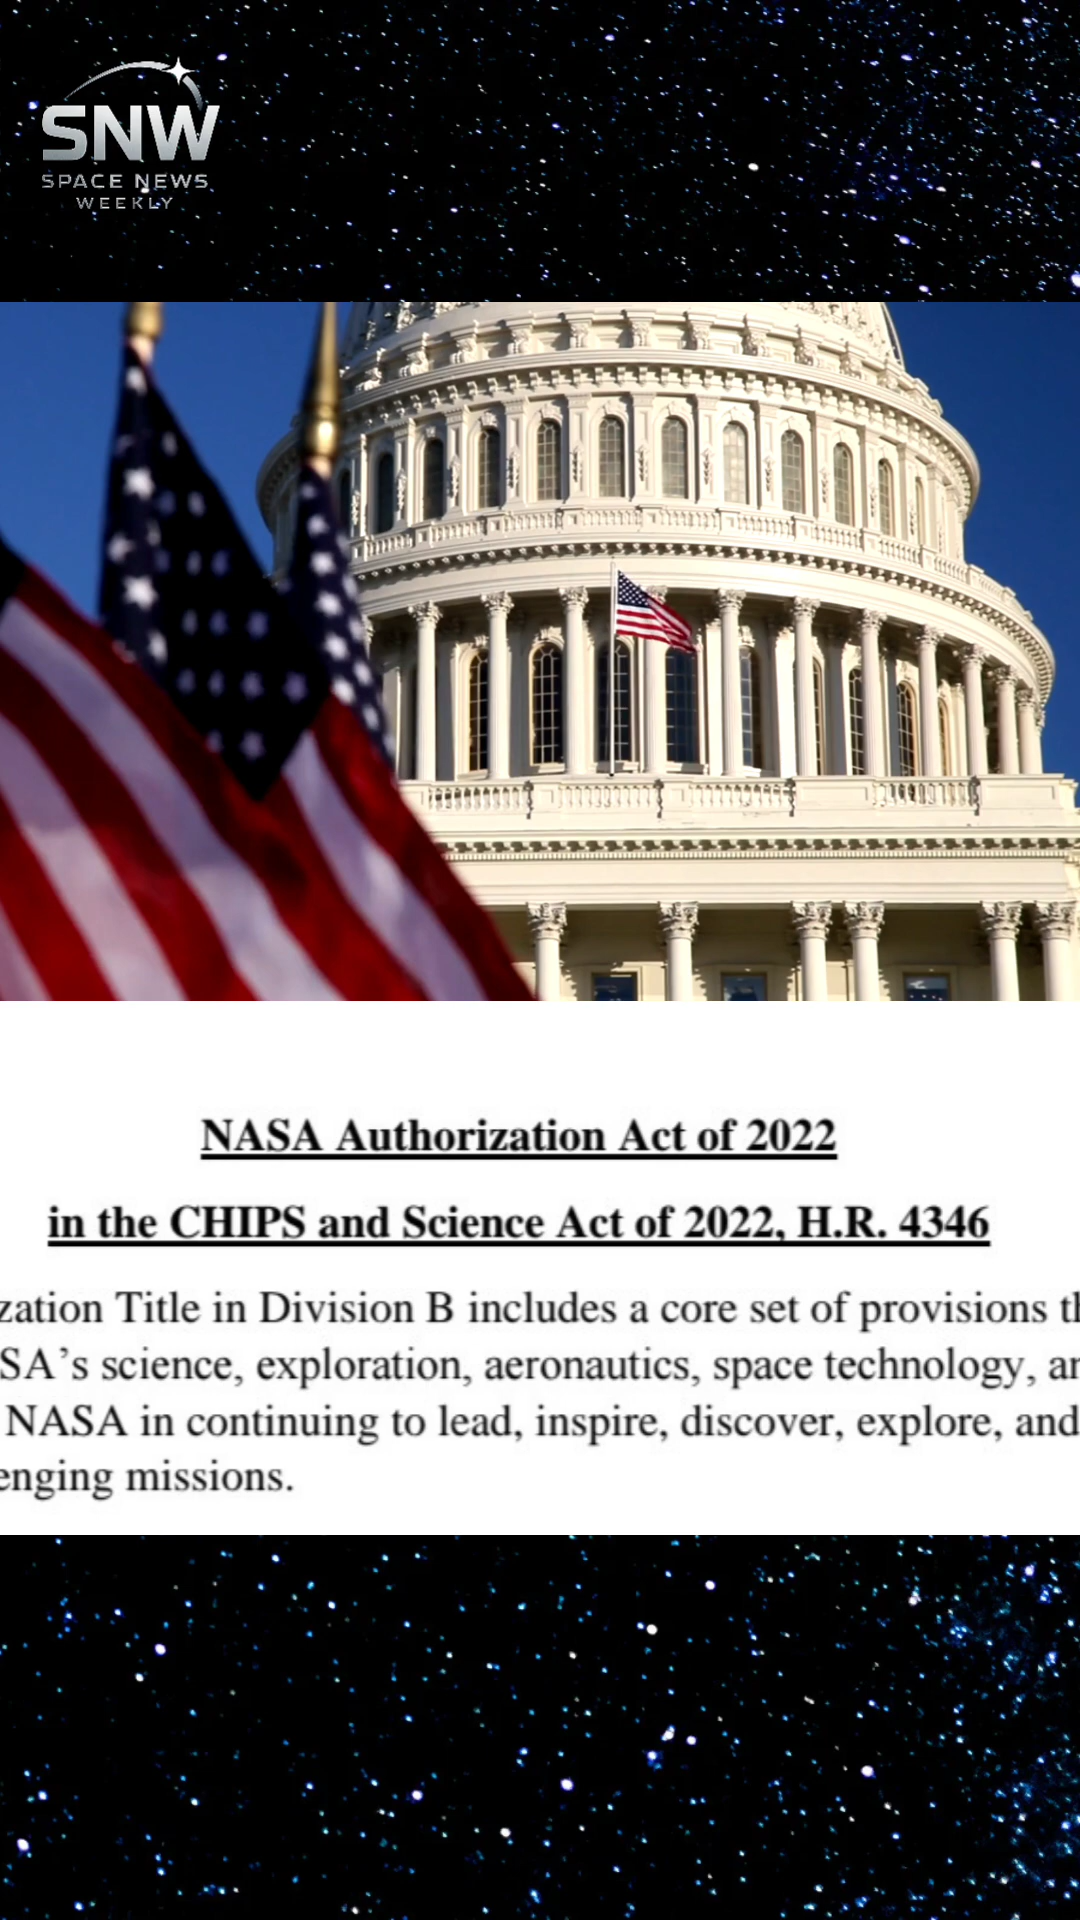 SNW
SPACE NEWS
WEEKLY
NASA Authorization Act of 2022
in the CHIPS and Science Act of 2022, H.R. 4346
zation Title in Division B includes a core set of provisions th
SA’s science, exploration, aeronautics, space technology, an
NASA in continuing to lead, inspire, discover, explore, and
enging missions.